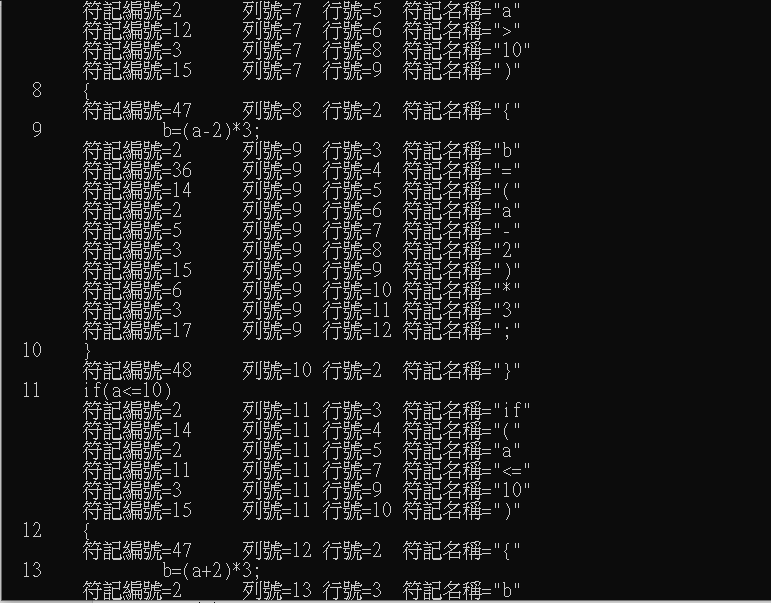 符記編號=2 列號=7 行號=5 符記名稱="a"
符記編號=12 列號=7 行號=6 符記名稱=">"
符記編號=3 列號=7 行號=8 符記名稱="10"
符記編號=15 列號=7 行號=9 符記名稱=")"
8 {
符記編號=47 列號=8 行號=2 符記名稱="{"
9 b=(a-2)*3;
符記編號=2 列號=9 行號=3 符記名稱="b"
符記編號=36 列號=9 行號=4 符記名稱="="
符記編號=14 列號=9 行號=5 符記名稱="("
符記編號=2 列號=9 行號=6 符記名稱="a"
符記編號=5 列號=9 行號=7 符記名稱="-"
符記編號=3 列號=9 行號=8 符記名稱="2"
符記編號=15 列號=9 行號=9 符記名稱=")"
符記編號=6 列號=9 行號=10 符記名稱="*"
符記編號=3 列號=9 行號=11 符記名稱="3"
符記編號=17 列號=9 行號=12 符記名稱=";"
10 }
符記編號=48 列號=10 行號=2 符記名稱="}"
11 if(a<=10)
符記編號=2 列號=11 行號=3 符記名稱="if"
符記編號=14 列號=11 行號=4 符記名稱="("
符記編號=2 列號=11 行號=5 符記名稱="a"
符記編號=11 列號=11 行號=7 符記名稱="<="
符記編號=3 列號=11 行號=9 符記名稱="10"
符記編號=15 列號=11 行號=10 符記名稱=")"
12 {
符記編號=47 列號=12 行號=2 符記名稱="{"
13 b=(a+2)*3;
符記編號=2 列號=13 行號=3 符記名稱="b"